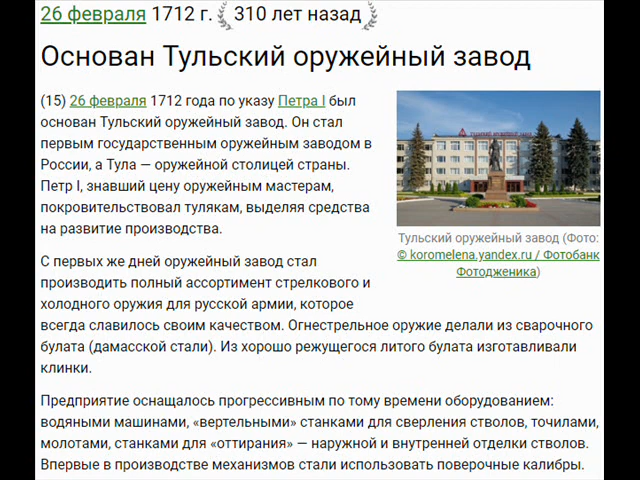 26 февраля 1712 г. 310 лет назад
Основан Тульский оружейный завод
(15) 26 февраля 1712 года по указу Петра I был
основан Тульский оружейный завод. Он стал
первым государственным оружейным заводом в
России, а Тула — оружейной столицей страны.
Петр I, знавший цену оружейным мастерам,
покровительствовал тулякам, выделяя средства
на развитие производства.
ТУЛЬСКИЙ ОРУЖЕЙНЫЙ ЗАВОД
Тульский оружейный завод (Фото:
© koromelena.yandex.ru / Фотобанк
Фотодженика)
С первых же дней оружейный завод стал
производить полный ассортимент стрелкового и
холодного оружия для русской армии, которое
всегда славилось своим качеством. Огнестрельное оружие делали из сварочного
булата (дамасской стали). Из хорошо режущегося литого булата изготавливали
клинки.
Предприятие оснащалось прогрессивным по тому времени оборудованием:
водяными машинами, «вертельными» станками для сверления стволов, точилами,
молотами, станками для «оттирания» — наружной и внутренней отделки стволов.
Впервые в производстве механизмов стали использовать поверочные калибры.